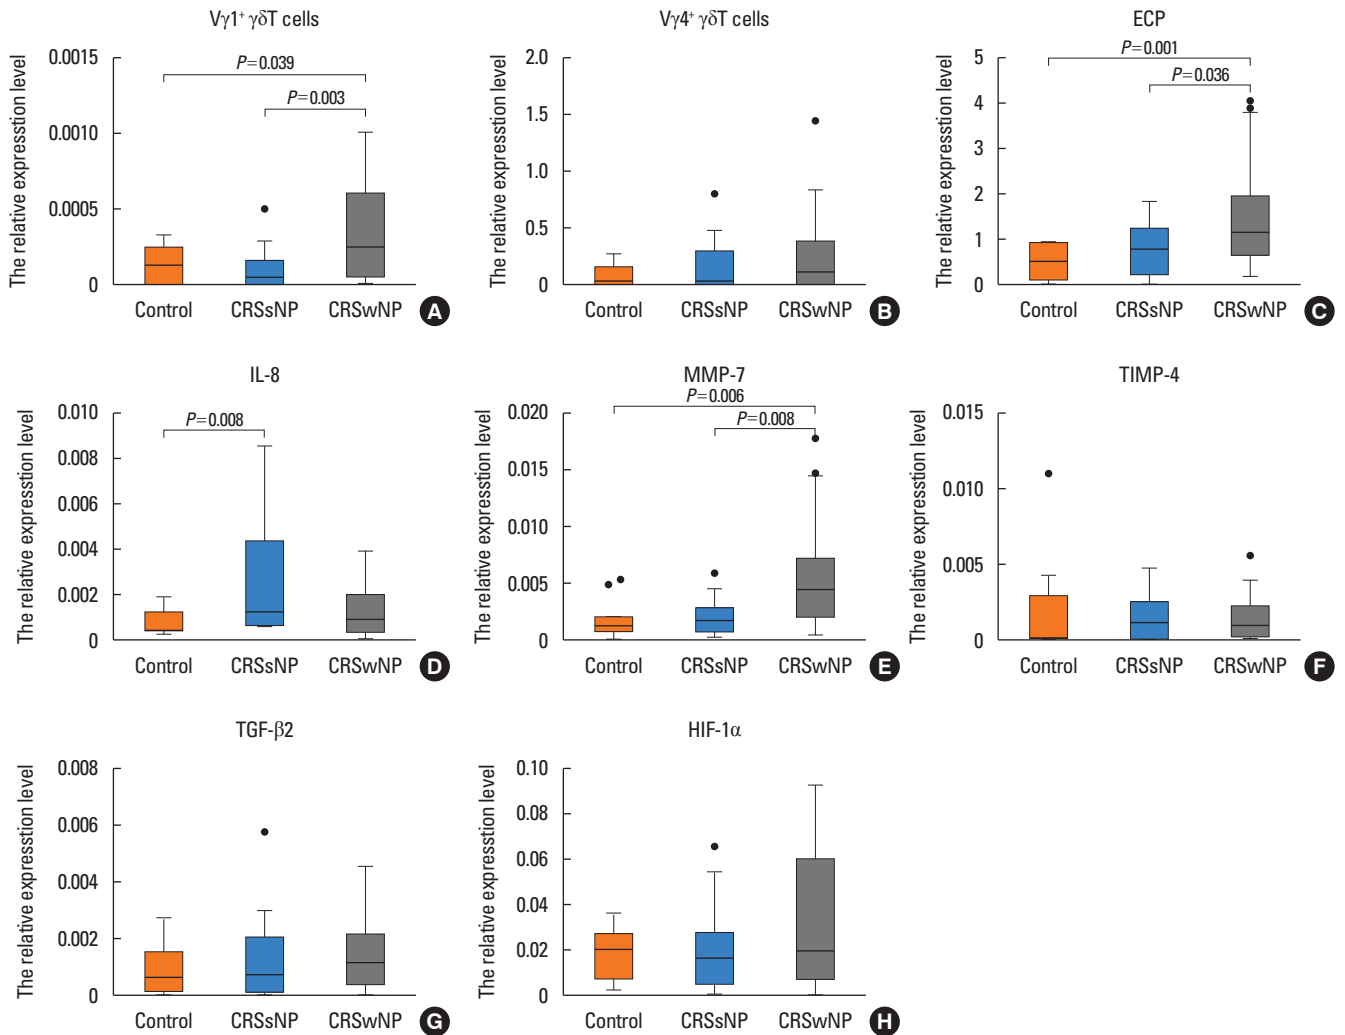 Vγ1⁺ γδT cells
The relative expresstion level
0.0015
0.0010
0.0005
0
P=0.039
P=0.003
Control CRSsNP CRSwNP
A
Vγ4⁺ γδT cells
The relative expresstion level
2.0
1.5
1.0
0.5
0
Control CRSsNP CRSwNP
B
ECP
The relative expresstion level
5
4
3
2
1
0
P=0.001
P=0.036
Control CRSsNP CRSwNP
C
IL-8
The relative expresstion level
0.010
0.008
0.006
0.004
0.002
0
P=0.008
Control CRSsNP CRSwNP
D
MMP-7
The relative expresstion level
0.020
0.015
0.010
0.005
0
P=0.006
P=0.008
Control CRSsNP CRSwNP
E
TIMP-4
The relative expresstion level
0.015
0.010
0.005
0
Control CRSsNP CRSwNP
F
TGF-β2
The relative expresstion level
0.008
0.006
0.004
0.002
0
Control CRSsNP CRSwNP
G
HIF-1α
The relative expresstion level
0.10
0.08
0.06
0.04
0.02
0
Control CRSsNP CRSwNP
H